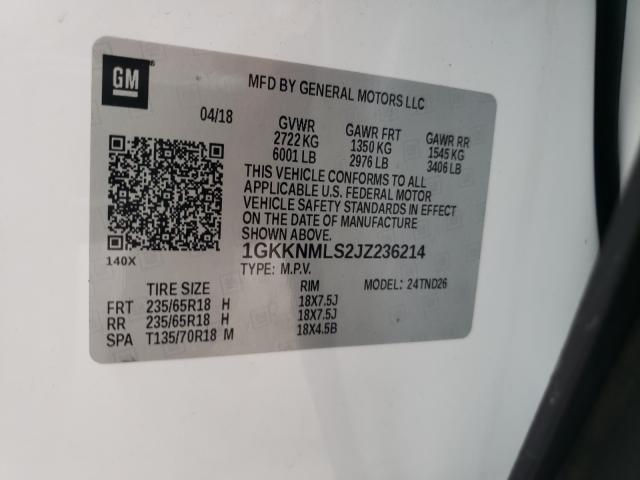 GM
MFD BY GENERAL MOTORS LLC
04/18
GVWR GAWR FRT GAWR RR
2722 KG 1350 KG 1545 KG
6001 LB 2976 LB 3406 LB
THIS VEHICLE CONFORMS TO ALL
APPLICABLE U.S. FEDERAL MOTOR
VEHICLE SAFETY STANDARDS IN EFFECT
ON THE DATE OF MANUFACTURE
SHOWN ABOVE.
140X
1GKKNMLS2JZ236214
TYPE: M.P.V.
TIRE SIZE RIM MODEL: 24TND26
FRT 235/65R18 H 18X7.5J
RR 235/65R18 H 18X7.5J
SPA T135/70R18 M 18X4.5B